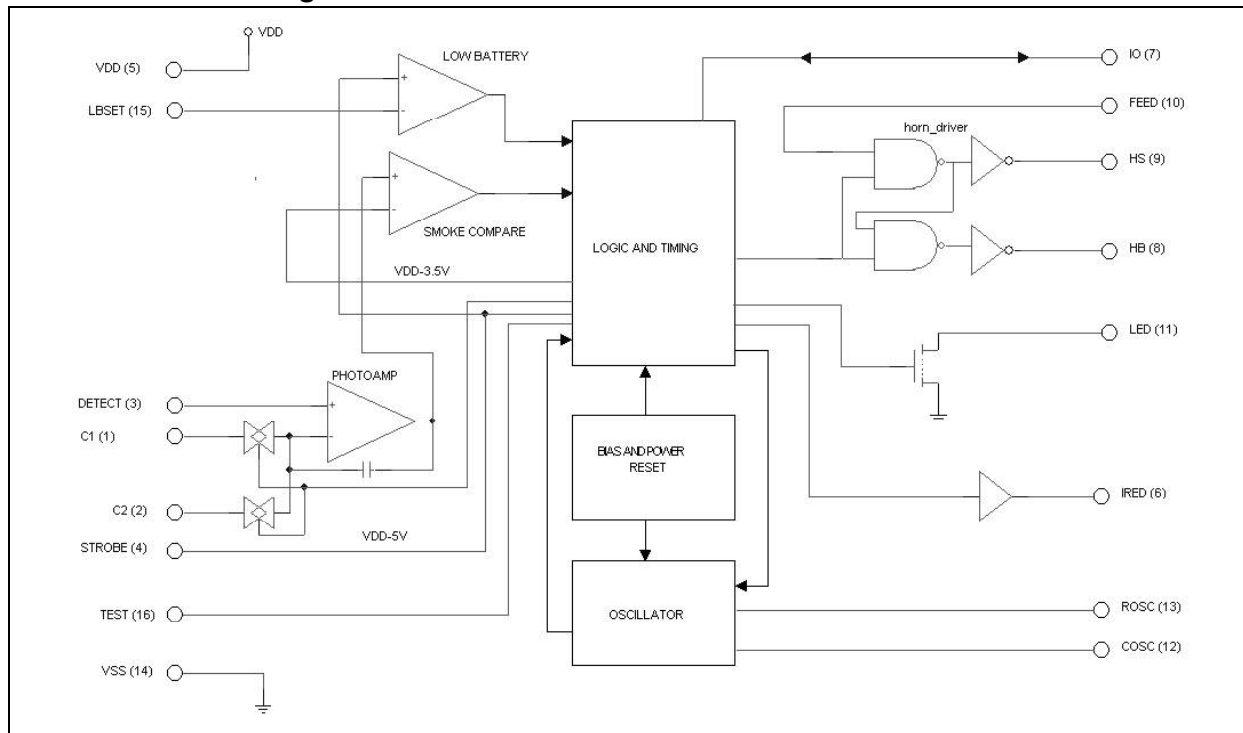 VDD
VDD (5)
LBSET (15)
LOW BATTERY
SMOKE COMPARE
VDD-3.5V
PHOTOAMP
DETECT (3)
C1 (1)
C2 (2)
STROBE (4)
VDD-5V
TEST (16)
VSS (14)
LOGIC AND TIMING
BIAS AND POWER
RESET
OSCILLATOR
horn_driver
IO (7)
FEED (10)
HS (9)
HB (8)
LED (11)
IRED (6)
ROSC (13)
COSC (12)